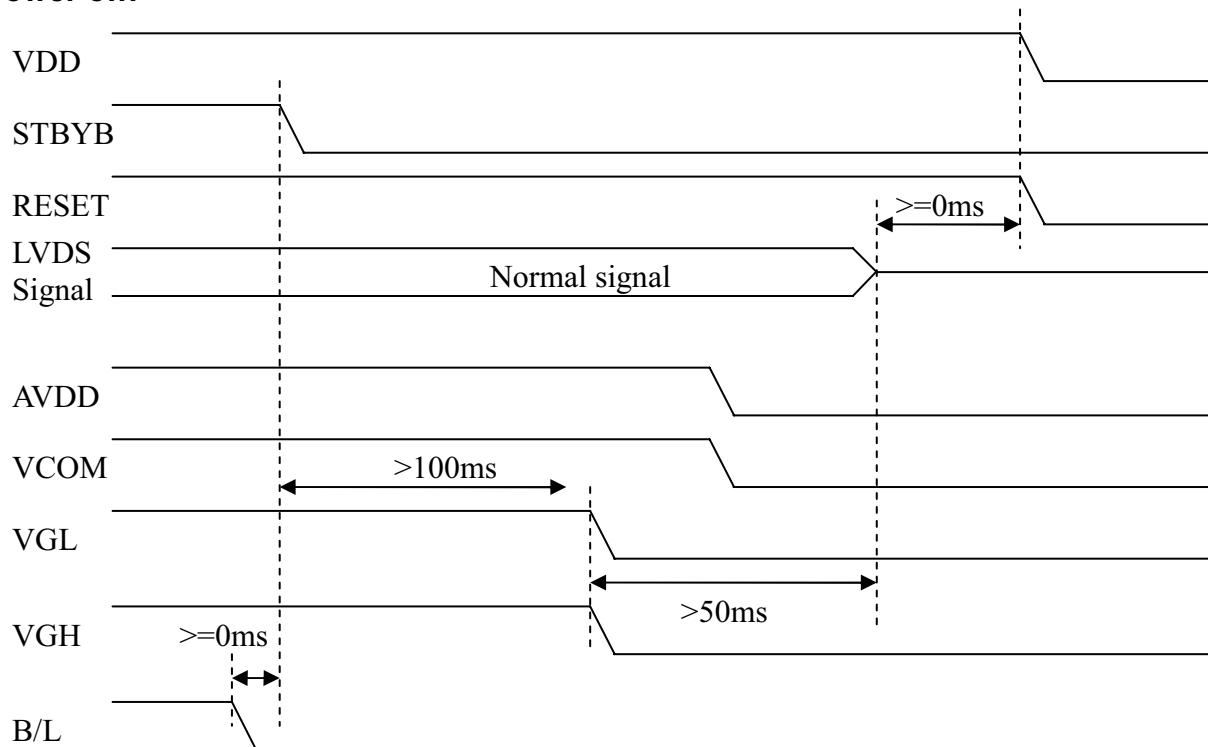 VDD
STBYB
RESET
>=0ms
LVDS
Signal
Normal signal
AVDD
VCOM
>100ms
VGL
>50ms
VGH
>=0ms
B/L